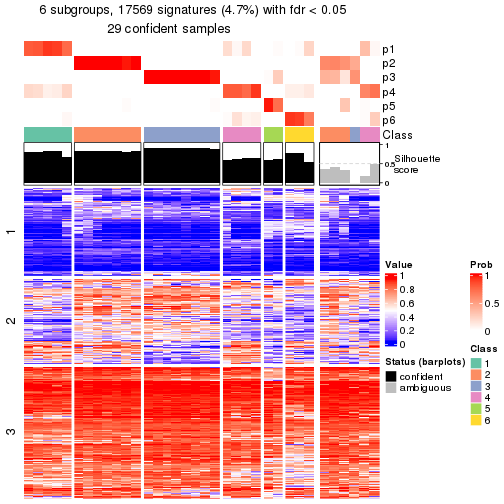 6 subgroups, 17569 signatures (4.7%) with fdr < 0.05
29 confident samples
p1
p2
p3
p4
p5
p6
Class
1
0.5
0
Silhouette
score
1
2
3
Value
1
0.8
0.6
0.4
0.2
0
Prob
1
0.5
0
Status (barplots)
confident
ambiguous
Class
1
2
3
4
5
6